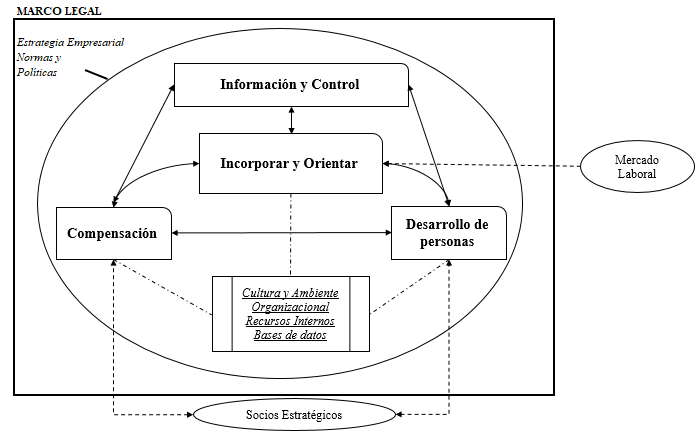 MARCO LEGAL
Estrategia Empresarial
Normas y
Políticas
Información y Control
Incorporar y Orientar
Mercado
Laboral
Compensación
Desarrollo de
personas
Cultura y Ambiente
Organizacional
Recursos Internos
Bases de datos
Socios Estratégicos